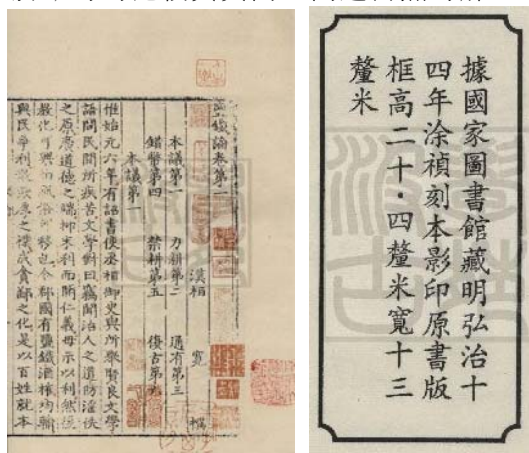 鹽鐵論卷第一
漢 桓 寬 撰
本議第一 力耕第二 通有第三
錯幣第四 禁耕第五 復古第六
本議第一
惟始元六年有詔書使丞相御史與所舉賢良文學
語問民間所疾苦文學對曰竊聞治人之道防淫佚
之原廣道德之端抑末利而開仁義毋示以利然後
教化可興而風俗可移也今郡國有鹽鐵酒榷均輸
與民爭利散敦厚之樸成貪鄙之化是以百姓就本
據國家圖書館藏明弘治十
四年涂禎刻本影印原書版
框高二十·四釐米寬十三
釐米